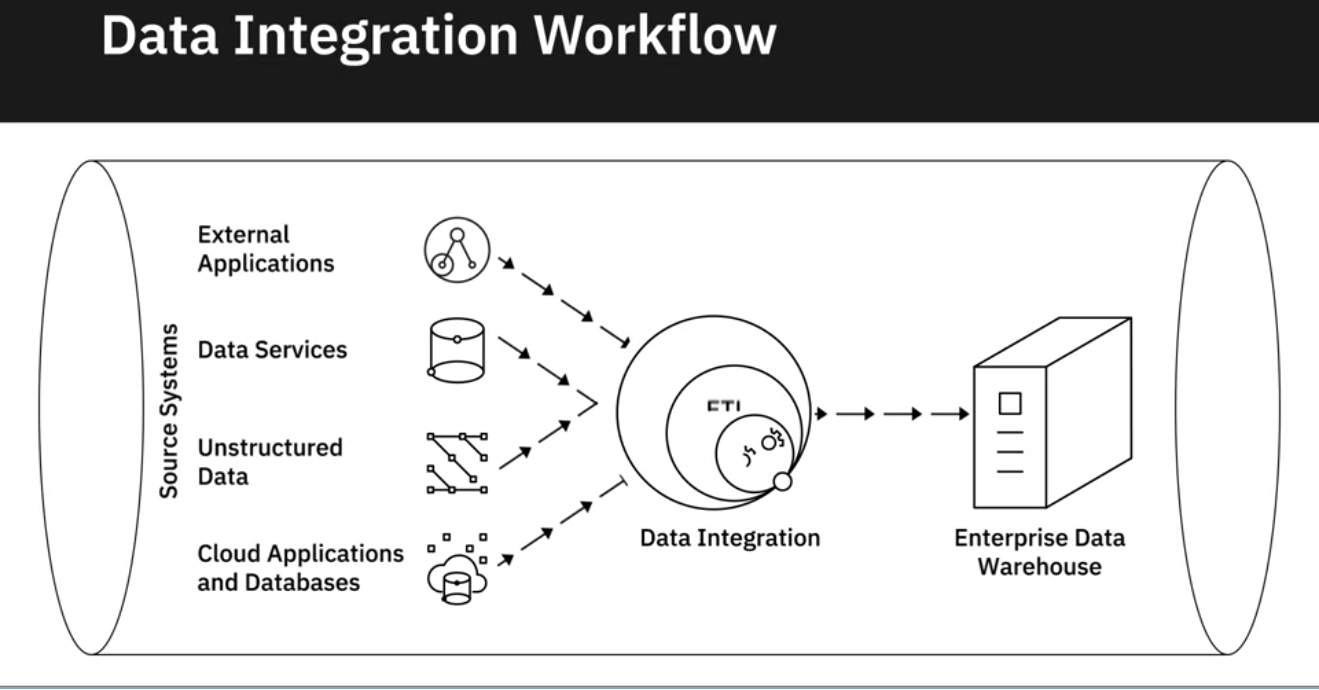 Data Integration Workflow
External
Applications
Source Systems
Data Services
Unstructured
Data
Cloud Applications
and Databases
Data Integration
Enterprise Data
Warehouse